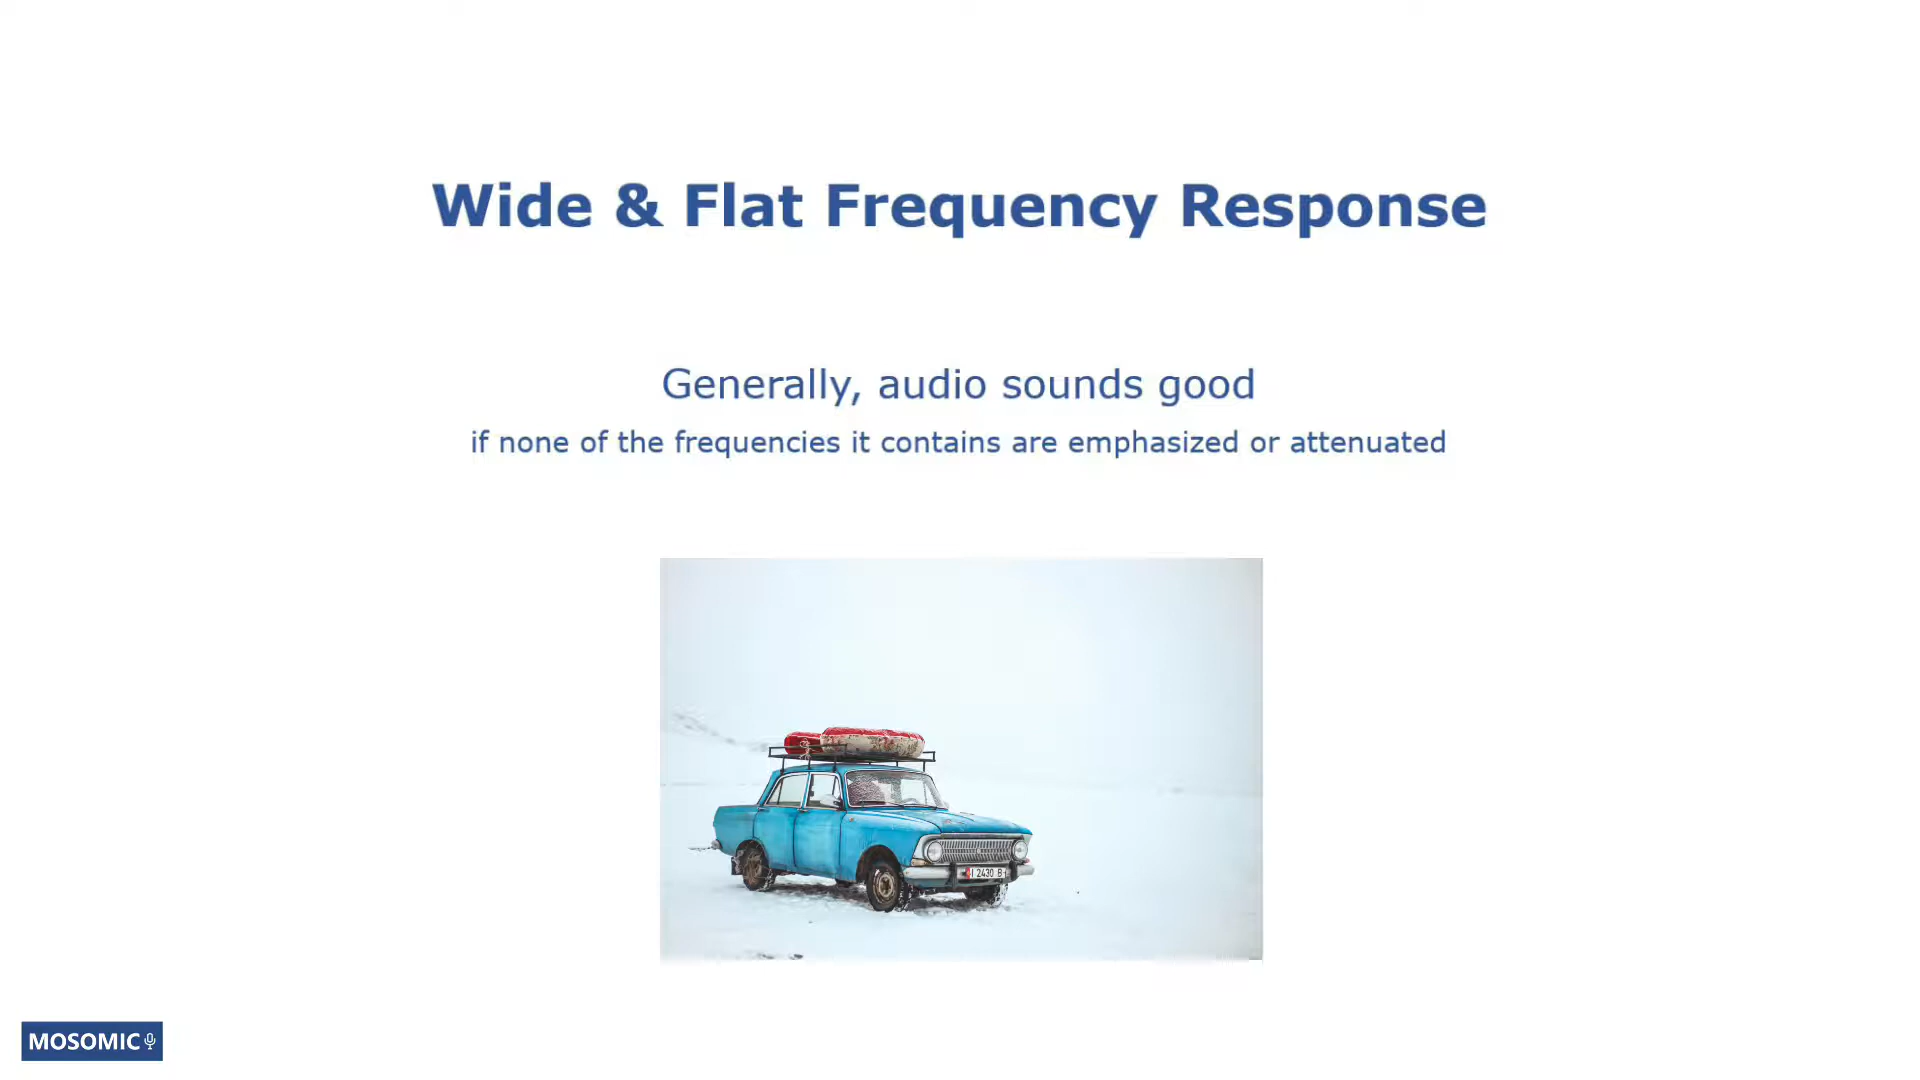 Wide & Flat Frequency Response
Generally, audio sounds good
if none of the frequencies it contains are emphasized or attenuated
I 2430 B
MOSOMIC